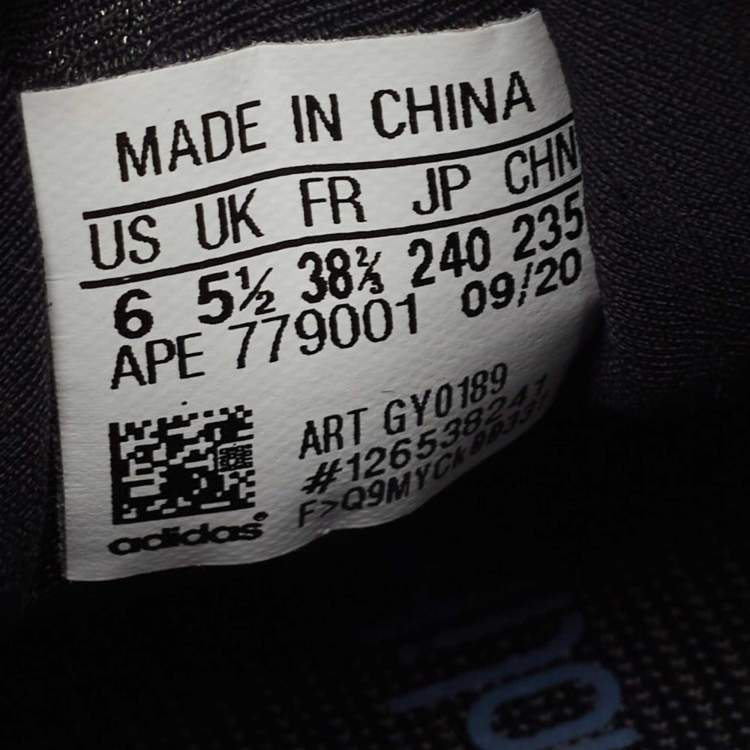 MADE IN CHINA
US UK FR JP CHN
6 5½ 38⅔ 240 235
APE 779001 09/20
ART GY0189
#1265382471
adidas®